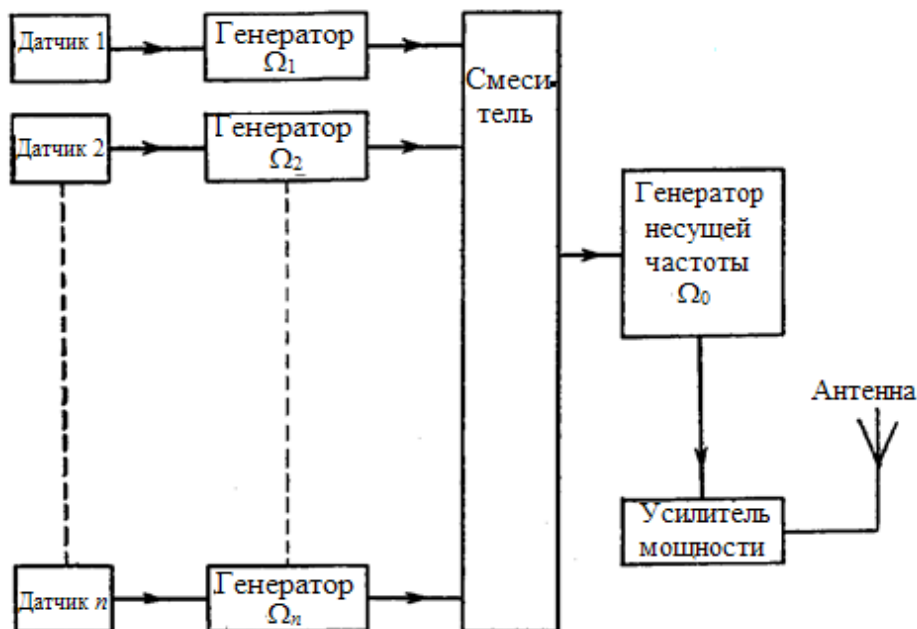 Датчик 1
Генератор
Ω1
Смеси-
тель
Датчик 2
Генератор
Ω2
Генератор
несущей
частоты
Ω0
Антенна
Усилитель
мощности
Датчик n
Генератор
Ωn